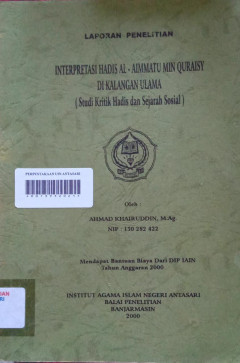 LAPORAN PENELITIAN
INTERPRETASI HADIS AL - AIMMATU MIN QURAISY
DI KALANGAN ULAMA
( Studi Kritik Hadis dan Sejarah Sosial )
PERPUSTAKAAN UIN ANTASARI
Oleh :
AHMAD KHAIRUDDIN, M.Ag
NIP : 150 252 422
Mendapat Bantuan Biaya Dari DIP IAIN
Tahun Anggaran 2000
INSTITUT AGAMA ISLAM NEGERI ANTASARI
BALAI PENELITIAN
BANJARMASIN
2000